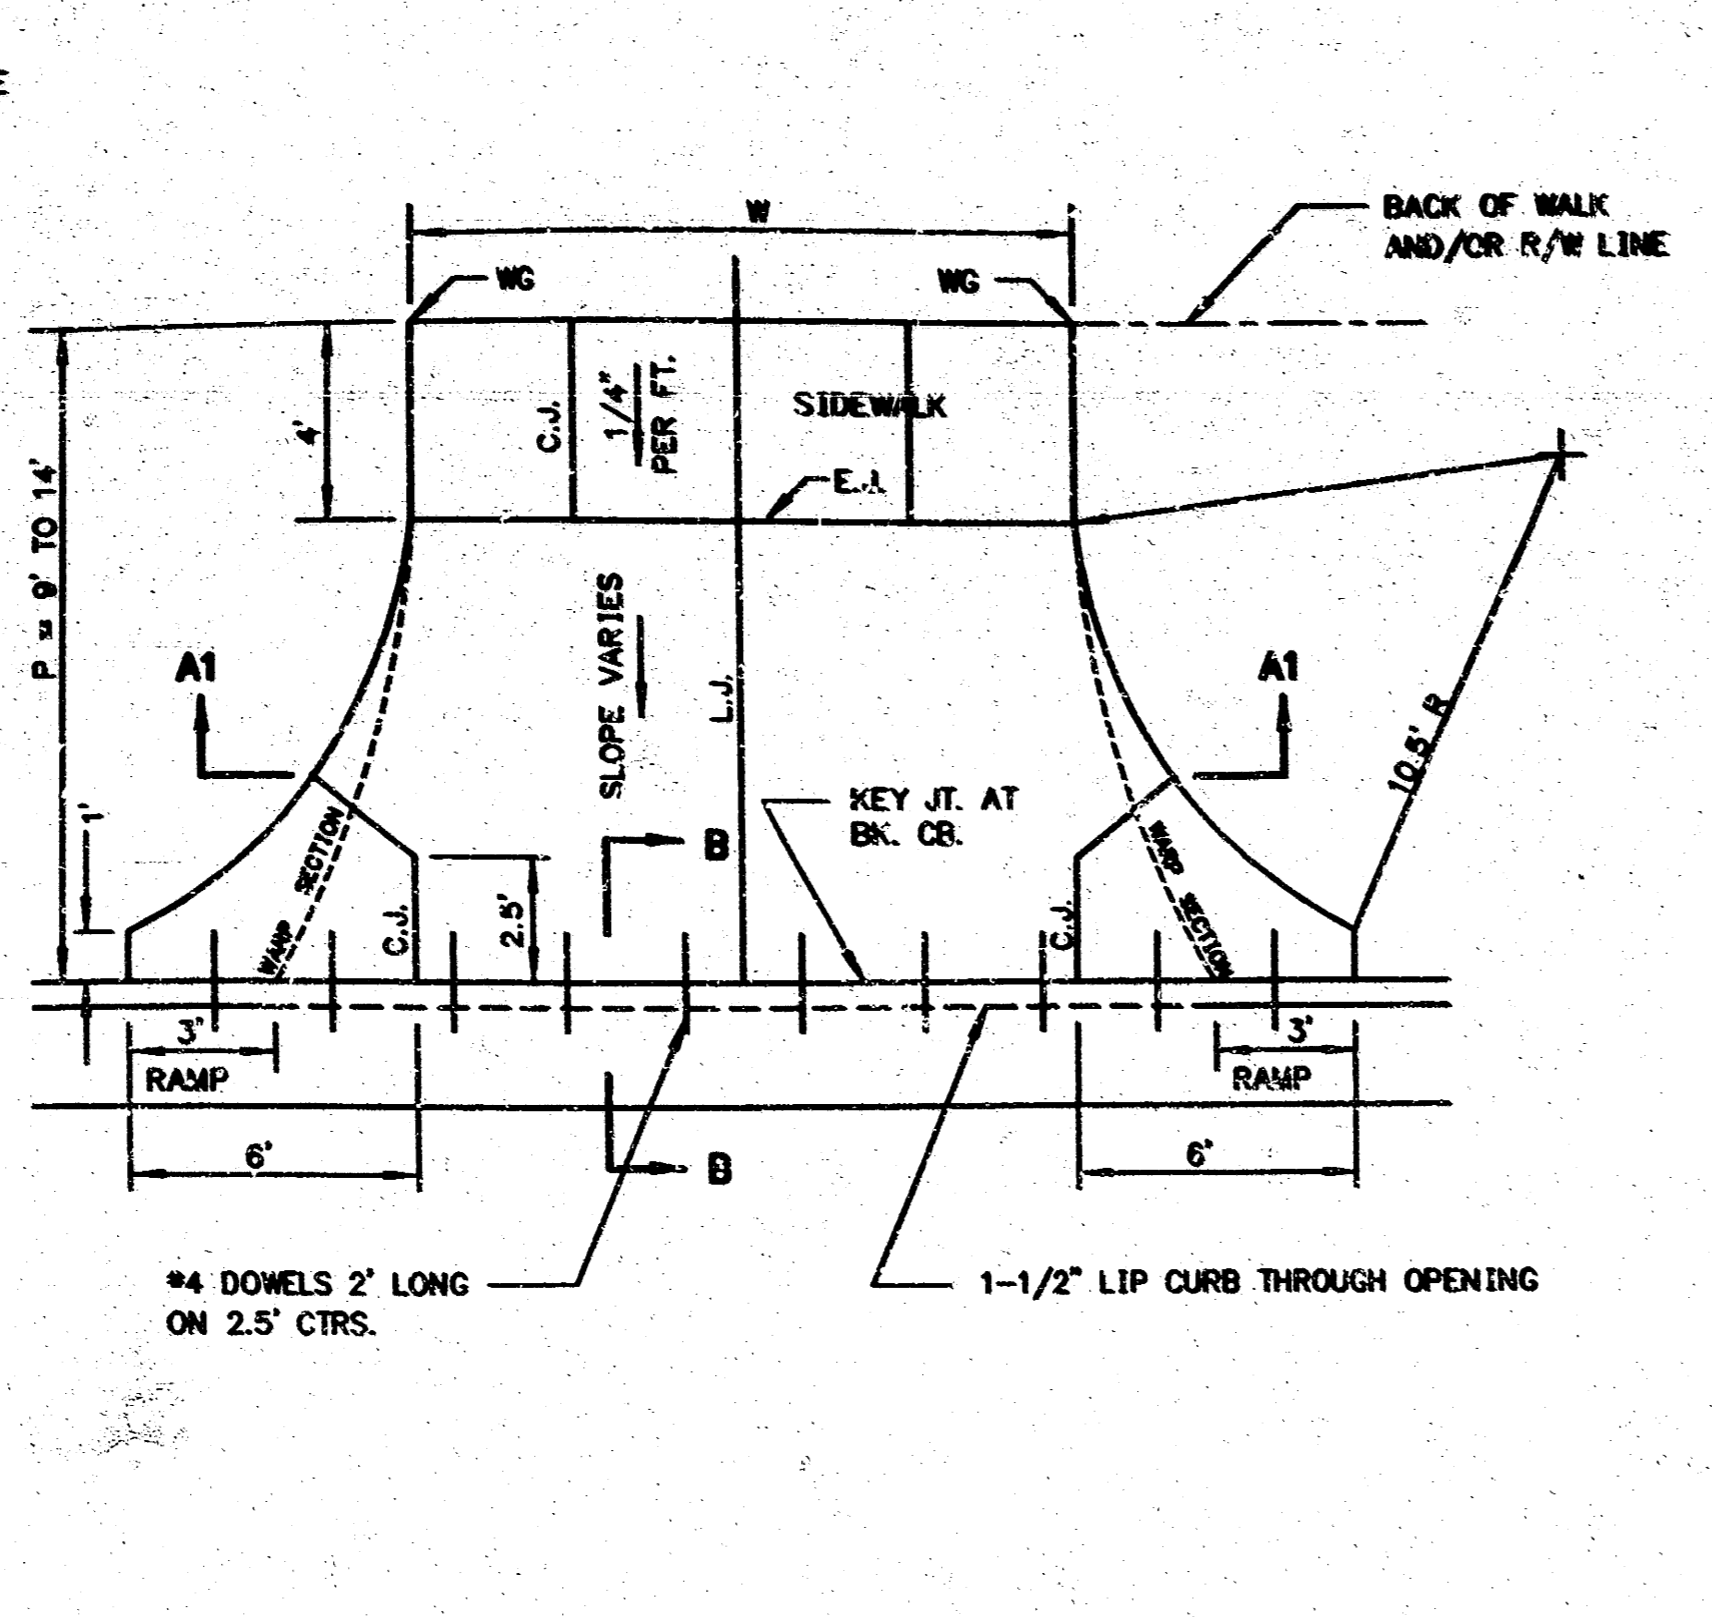 W
BACK OF WALK
AND/OR R/W LINE
WG
WG
4'
C.J.
1/4"
PER FT.
SIDEWALK
E.J.
P = 9' TO 14'
A1
SLOPE VARIES
L.J.
A1
10.5' R
1'
KEY JT. AT
BK. CB.
B
WARP SECTION
C.J.
2.5'
C.J.
WARP SECTION
3'
RAMP
3'
RAMP
6'
B
6'
#4 DOWELS 2' LONG
ON 2.5' CTRS.
1-1/2" LIP CURB THROUGH OPENING